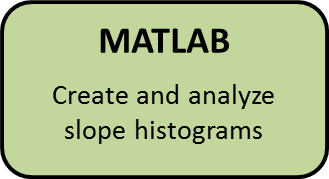 MATLAB
Create and analyze
slope histograms